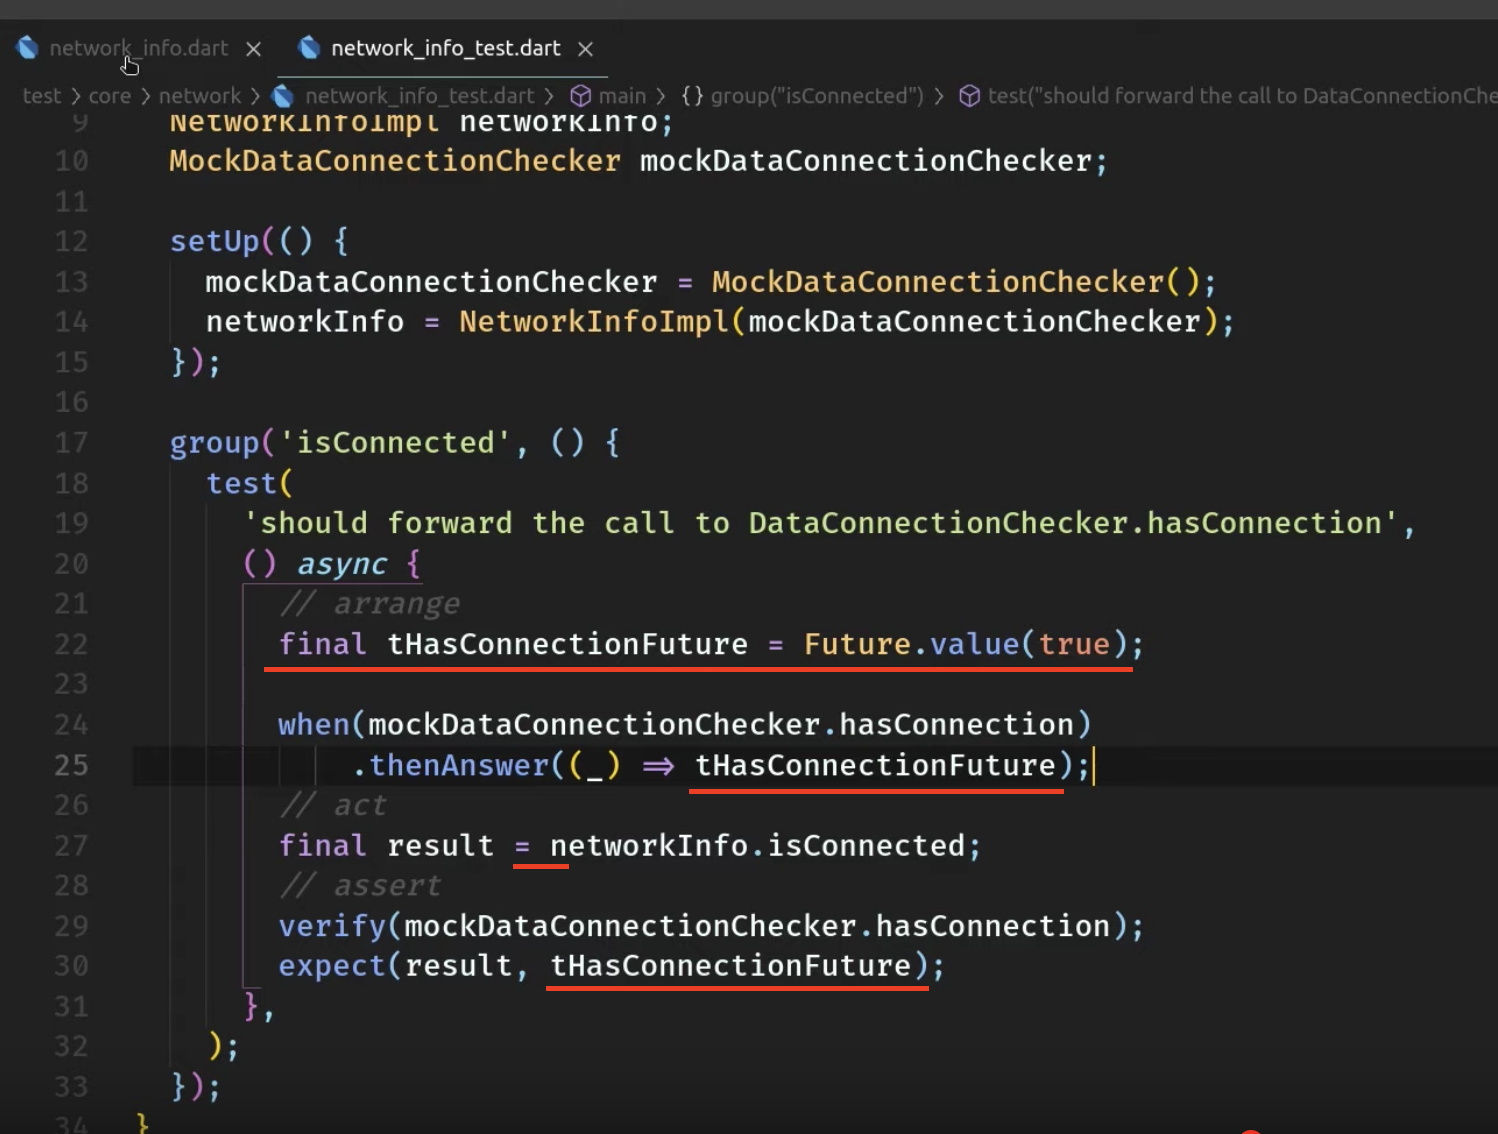 network_info.dart × network_info_test.dart ×
test > core > network > network_info_test.dart > main > {} group("isConnected") > test("should forward the call to DataConnectionChe
9 NetworkInfoImpl networkInfo;
10 MockDataConnectionChecker mockDataConnectionChecker;
11
12 setUp(() {
13 mockDataConnectionChecker = MockDataConnectionChecker();
14 networkInfo = NetworkInfoImpl(mockDataConnectionChecker);
15 });
16
17 group('isConnected', () {
18 test(
19 'should forward the call to DataConnectionChecker.hasConnection',
20 () async {
21 // arrange
22 final tHasConnectionFuture = Future.value(true);
23
24 when(mockDataConnectionChecker.hasConnection)
25 .thenAnswer((_) => tHasConnectionFuture);
26 // act
27 final result = networkInfo.isConnected;
28 // assert
29 verify(mockDataConnectionChecker.hasConnection);
30 expect(result, tHasConnectionFuture);
31 },
32 );
33 });
34 }